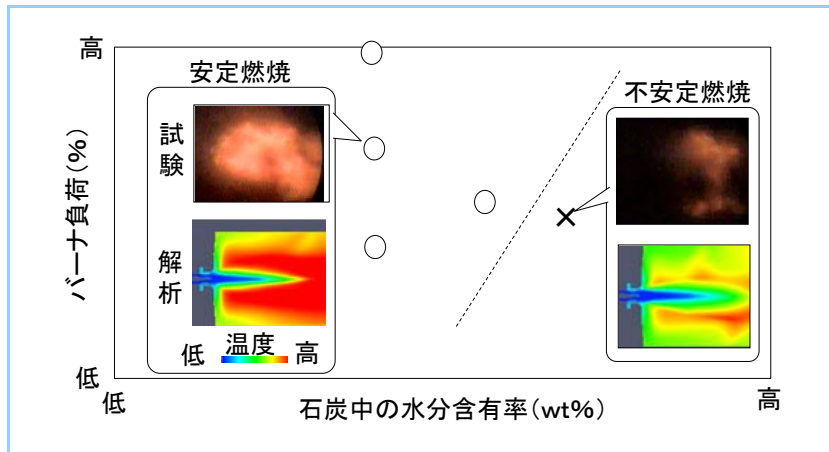 高
安定燃焼
不安定燃焼
試験
解析
温度
低
高
バーナ負荷(%)
低
低
高
石炭中の水分含有率(wt%)